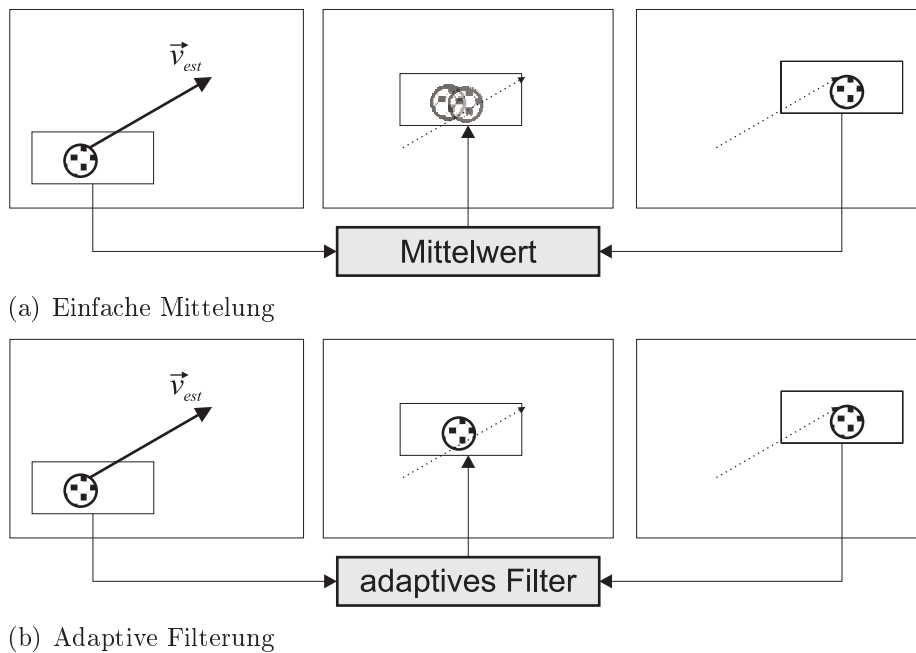 v⃗est
Mittelwert
(a) Einfache Mittelung
v⃗est
adaptives Filter
(b) Adaptive Filterung